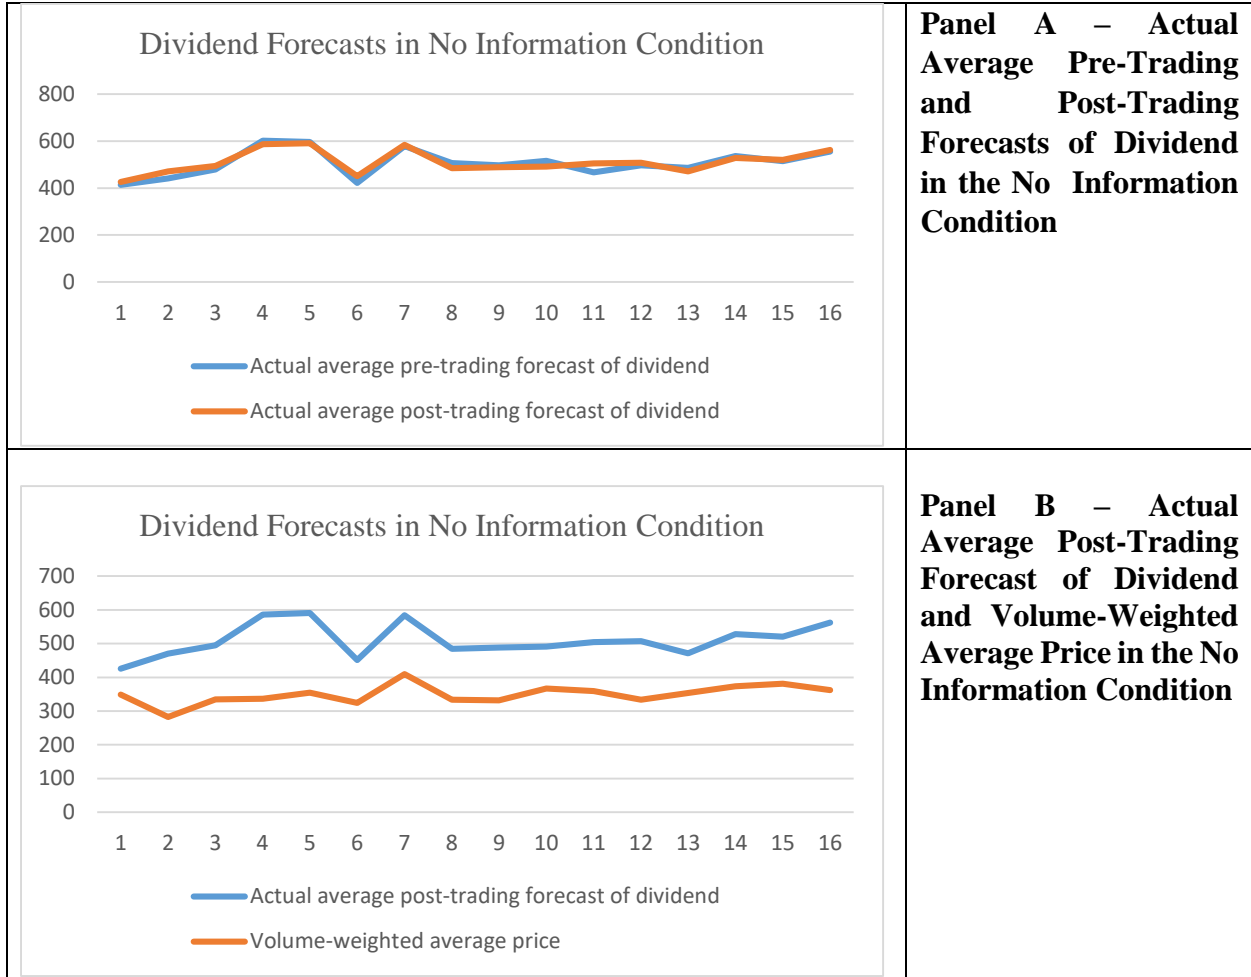 Dividend Forecasts in No Information Condition
800
600
400
200
0
1 2 3 4 5 6 7 8 9 10 11 12 13 14 15 16
Actual average pre-trading forecast of dividend
Actual average post-trading forecast of dividend
Panel A – Actual
Average Pre-Trading
and Post-Trading
Forecasts of Dividend
in the No Information
Condition
Dividend Forecasts in No Information Condition
700
600
500
400
300
200
100
0
1 2 3 4 5 6 7 8 9 10 11 12 13 14 15 16
Actual average post-trading forecast of dividend
Volume-weighted average price
Panel B – Actual
Average Post-Trading
Forecast of Dividend
and Volume-Weighted
Average Price in the No
Information Condition